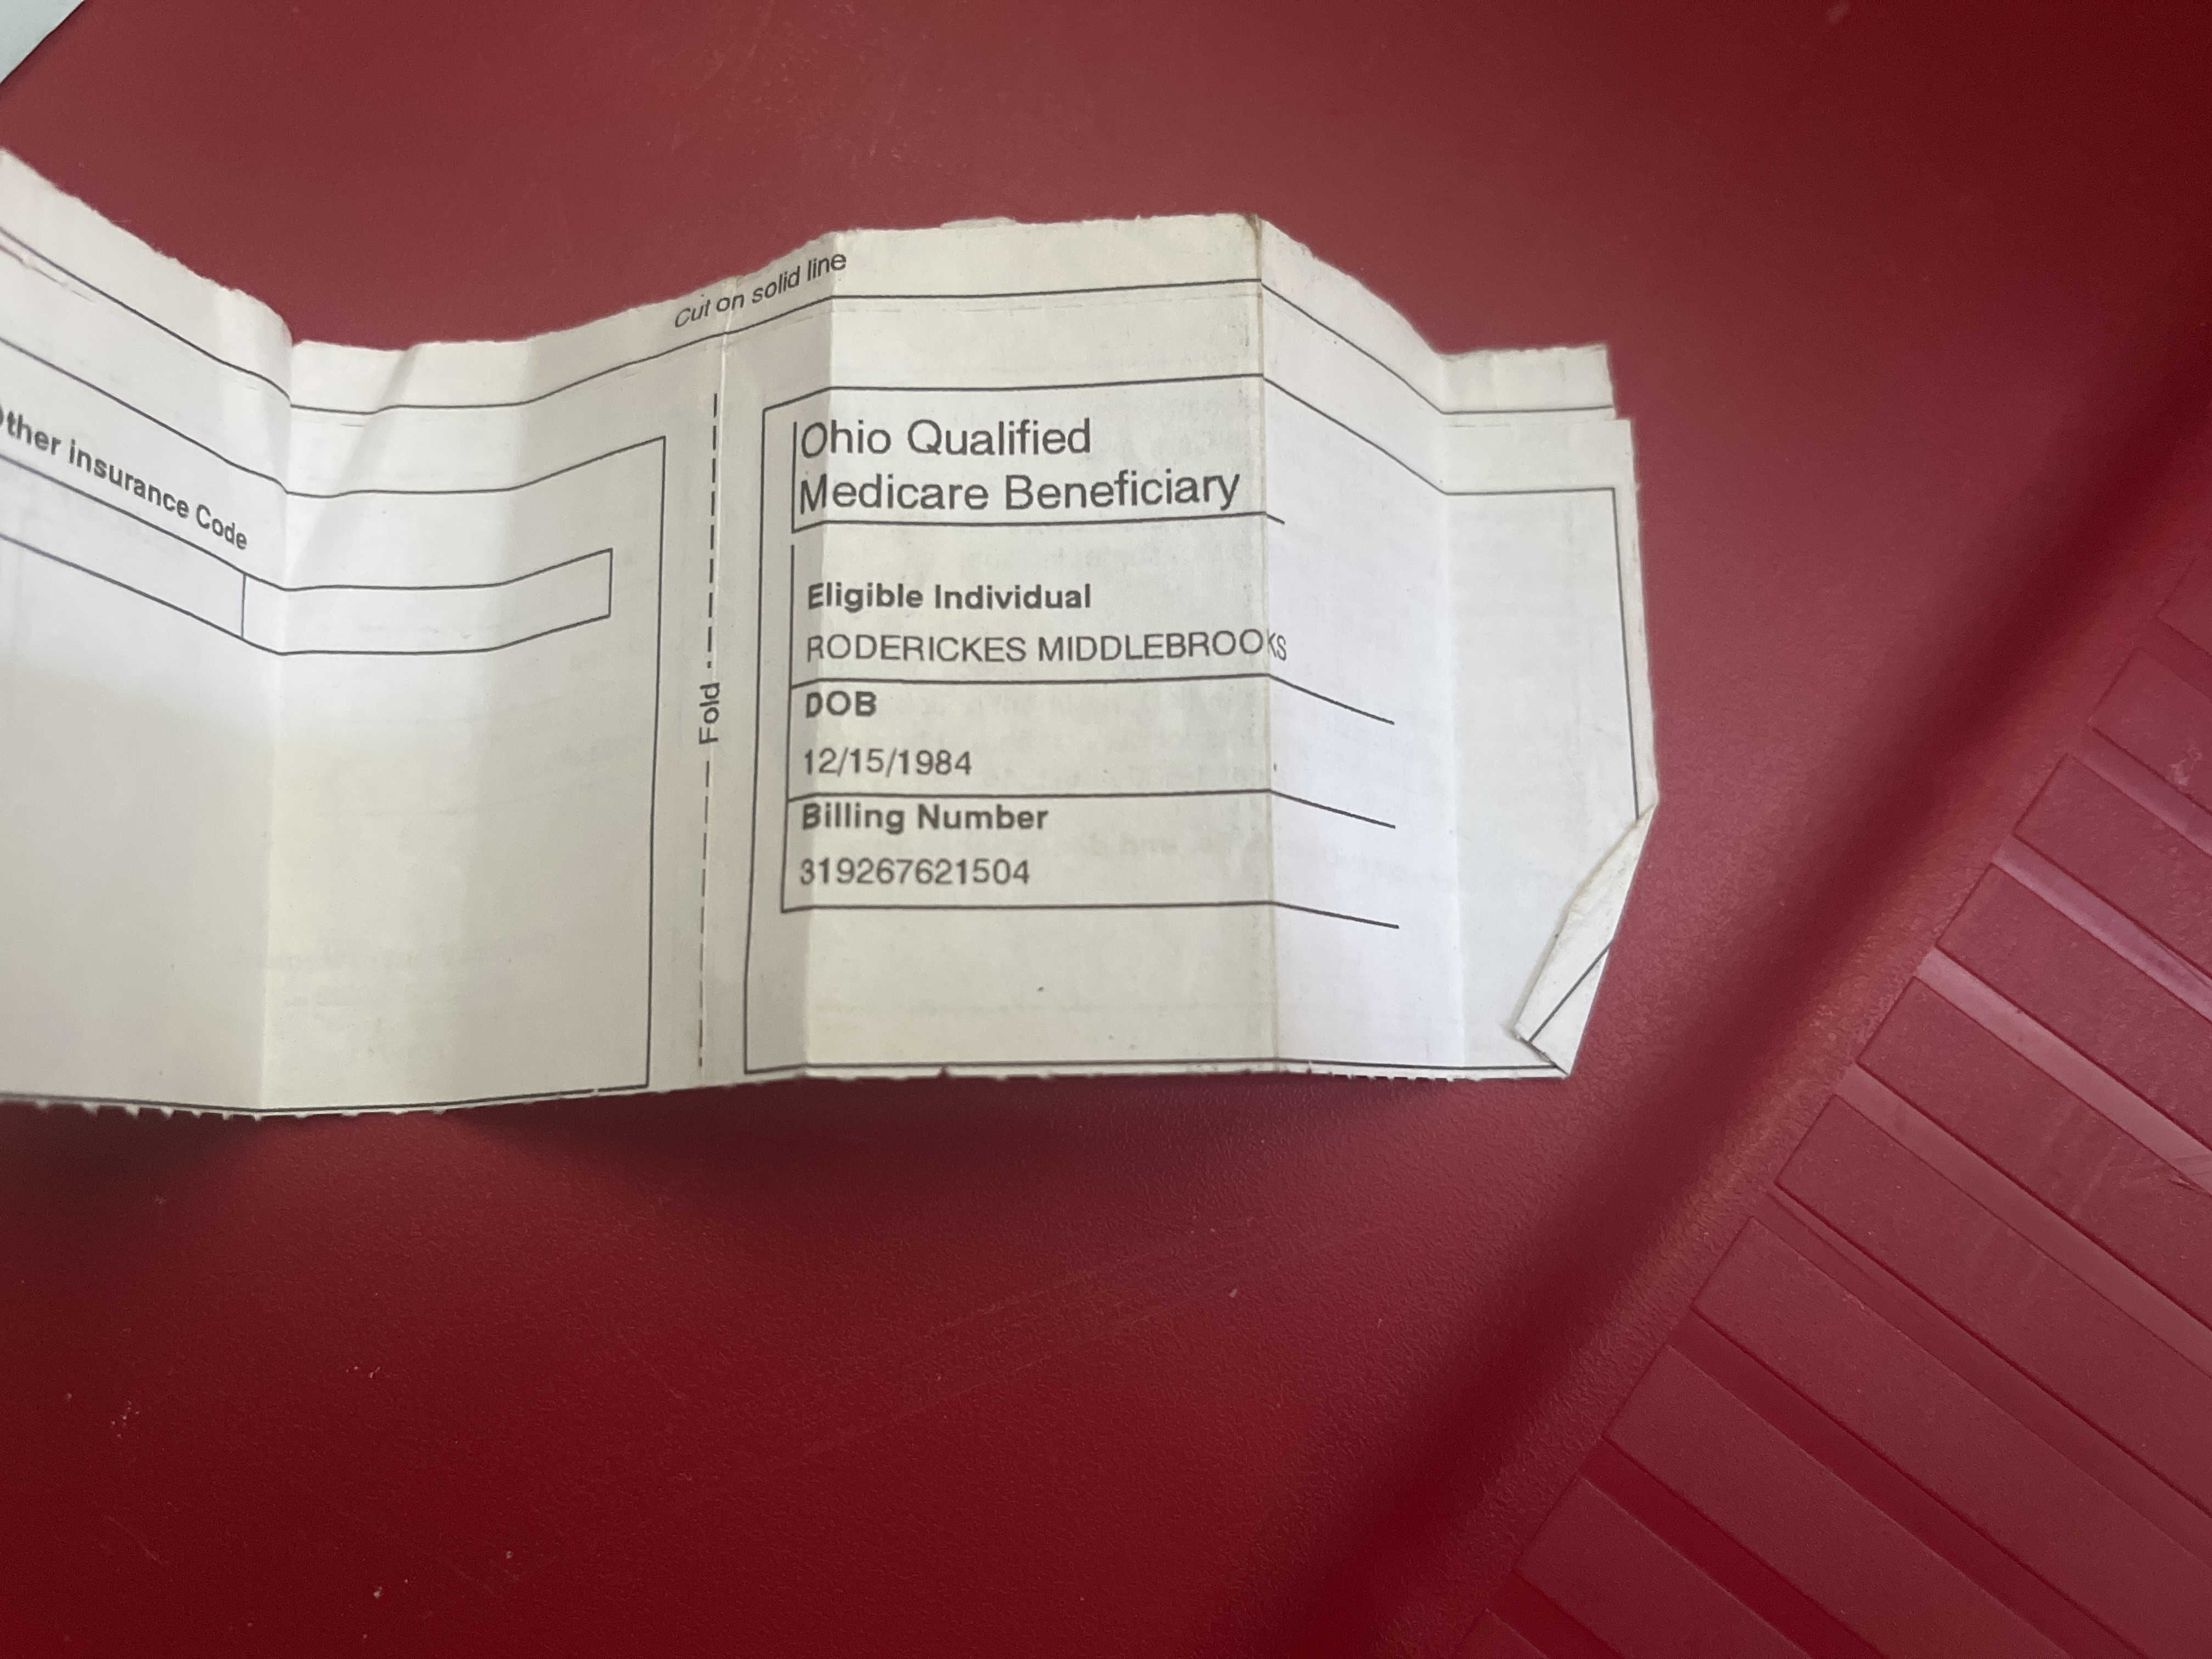 Cut on solid line
Other insurance Code
Fold
Ohio Qualified
Medicare Beneficiary
Eligible Individual
RODERICKES MIDDLEBROOKS
DOB
12/15/1984
Billing Number
319267621504